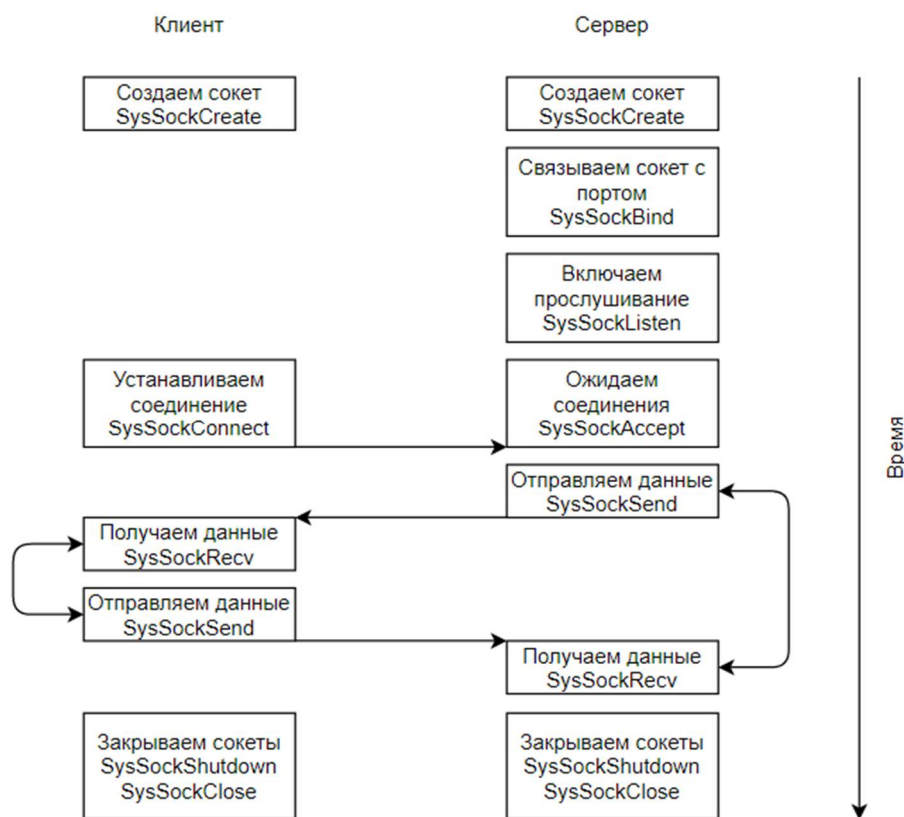 Клиент
Сервер
Создаем сокет
SysSockCreate
Создаем сокет
SysSockCreate
Связываем сокет с
портом
SysSockBind
Включаем
прослушивание
SysSockListen
Устанавливаем
соединение
SysSockConnect
Ожидаем
соединения
SysSockAccept
Отправляем данные
SysSockSend
Получаем данные
SysSockRecv
Отправляем данные
SysSockSend
Получаем данные
SysSockRecv
Закрываем сокеты
SysSockShutdown
SysSockClose
Закрываем сокеты
SysSockShutdown
SysSockClose
Время